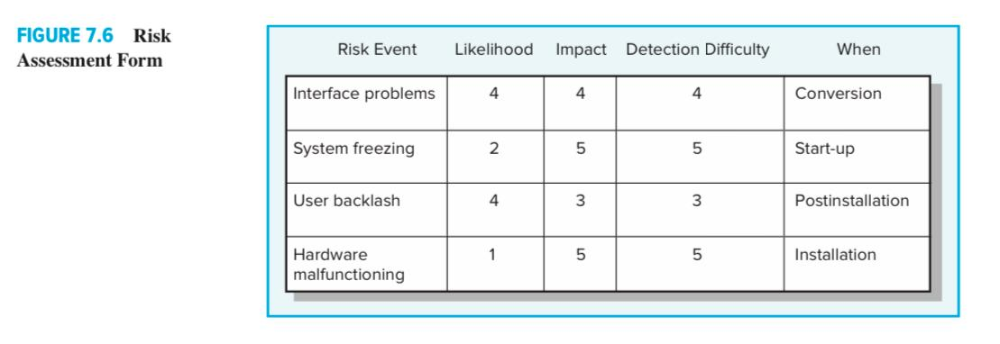 FIGURE 7.6 Risk
Assessment Form
Risk Event Likelihood Impact Detection Difficulty When
Interface problems 4 4 4 Conversion
System freezing 2 5 5 Start-up
User backlash 4 3 3 Postinstallation
Hardware
malfunctioning 1 5 5 Installation